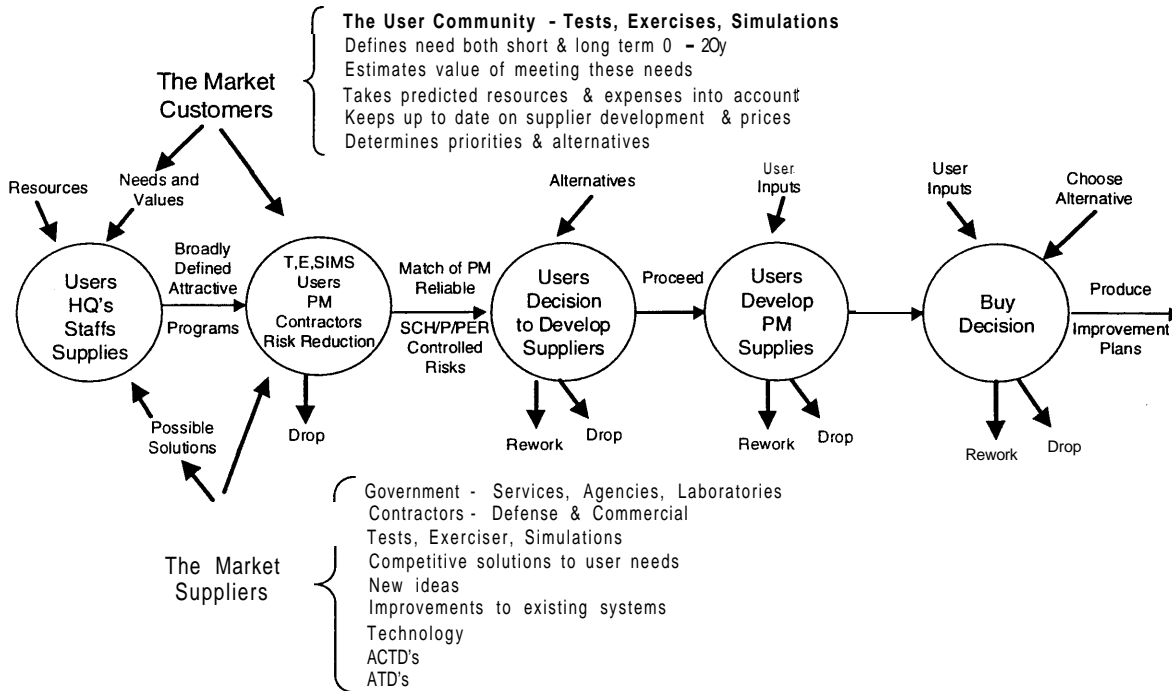 The User Community - Tests, Exercises, Simulations
Defines need both short & long term 0 – 20y
Estimates value of meeting these needs
Takes predicted resources & expenses into account
Keeps up to date on supplier development & prices
Determines priorities & alternatives
The Market
Customers
Resources
Needs and
Values
Alternatives
User
Inputs
User
Inputs
Choose
Alternative
Users
HQ's
Staffs
Supplies
Broadly
Defined
Attractive
Programs
T,E,SIMS
Users
PM
Contractors
Risk Reduction
Match of PM
Reliable
SCH/P/PER
Controlled
Risks
Users
Decision
to Develop
Suppliers
Proceed
Users
Develop
PM
Supplies
Buy
Decision
Produce
Improvement
Plans
Possible
Solutions
Drop
Rework
Drop
Rework
Drop
Rework
Drop
The Market
Suppliers
Government - Services, Agencies, Laboratories
Contractors - Defense & Commercial
Tests, Exerciser, Simulations
Competitive solutions to user needs
New ideas
Improvements to existing systems
Technology
ACTD's
ATD's